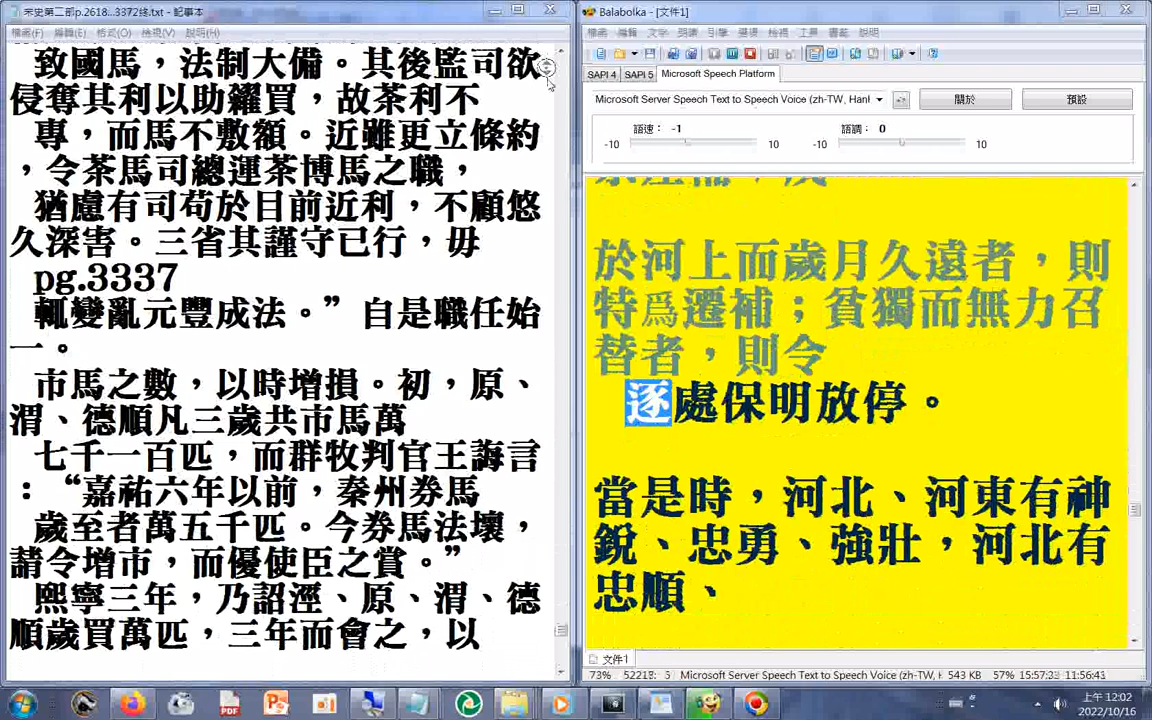 宋史第二部p.2618...3372终.txt - 記事本
檔案(F) 編輯(E) 格式(O) 檢視(V) 說明(H)
致國馬，法制大備。其後監司欲
侵奪其利以助糴買，故茶利不
專，而馬不敷額。近雖更立條約
，令茶馬司總運茶博馬之職，
猶慮有司苟於目前近利，不顧悠
久深害。三省其謹守已行，毋
pg.3337
輒變亂元豐成法。”自是職任始
一。
市馬之數，以時增損。初，原、
渭、德順凡三歲共市馬萬
七千一百匹，而群牧判官王誨言
：“嘉祐六年以前，秦州券馬
歲至者萬五千匹。今券馬法壞，
請令增市，而優使臣之賞。”
熙寧三年，乃詔涇、原、渭、德
順歲買萬匹，三年而會之，以
Balabolka - [文件1]
檔案 編輯 文字 朗讀 引擎 選項 檢視 工具 書籤 說明
SAPI 4 SAPI 5 Microsoft Speech Platform
Microsoft Server Speech Text to Speech Voice (zh-TW, Hanl
關於 預設
語速： -1 語調： 0
-10 10 -10 10
於河上而歲月久遠者，則
特爲遷補；貧獨而無力召
替者，則令
逐處保明放停。
當是時，河北、河東有神
銳、忠勇、強壯，河北有
忠順、
文件1
73% 52218: 5 Microsoft Server Speech Text to Speech Voice (zh-TW, H 543 KB 57% 15:57:33 11:56:41
上午 12:02
2022/10/16